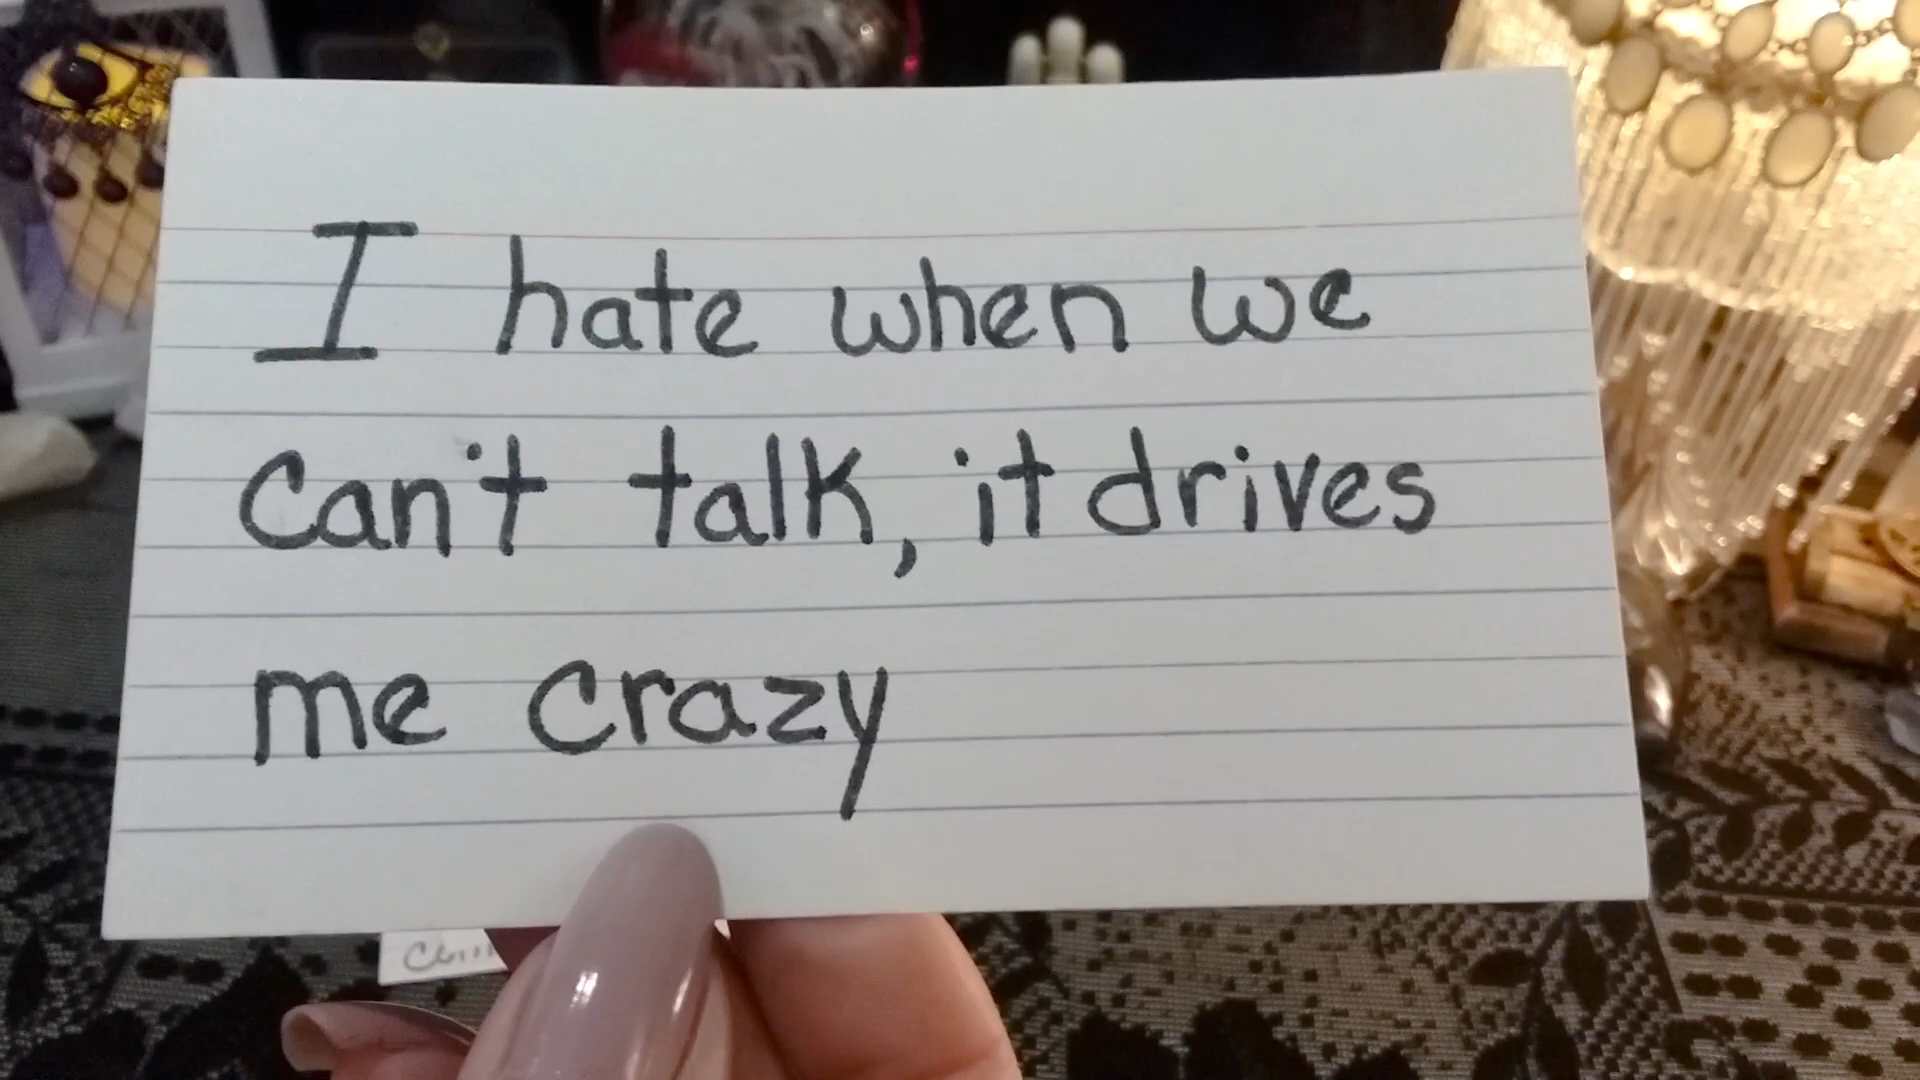 I hate when we
can't talk, it drives
me crazy